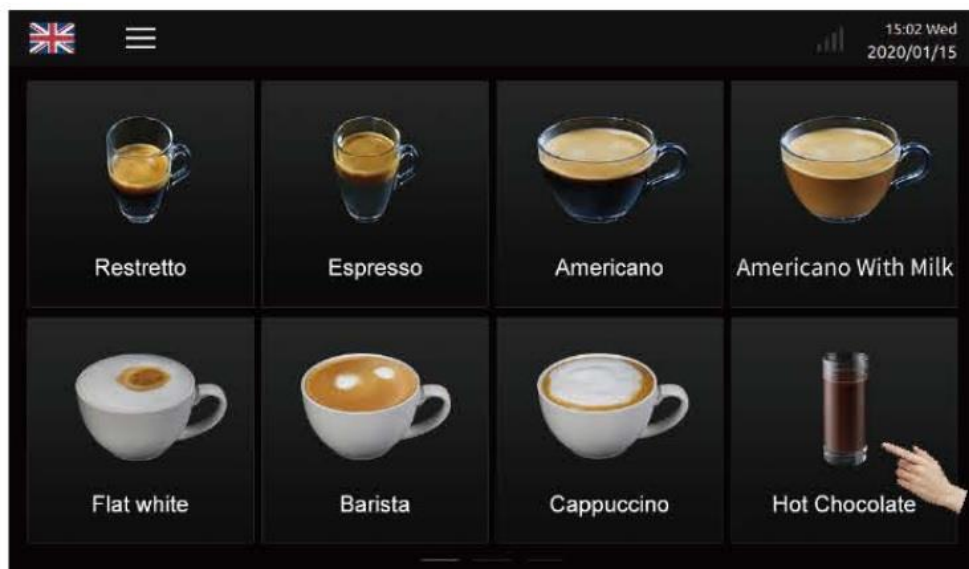 15:02 Wed
2020/01/15
Restretto
Espresso
Americano
Americano With Milk
Flat white
Barista
Cappuccino
Hot Chocolate